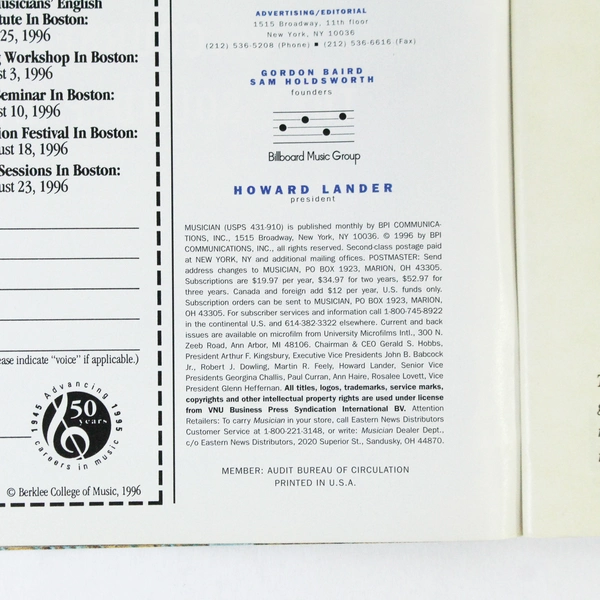 usicians' English
tute In Boston:
25, 1996
Workshop In Boston:
st 3, 1996
Seminar In Boston:
st 10, 1996
ion Festival In Boston:
ust 18, 1996
Sessions In Boston:
ust 23, 1996
ease indicate "voice" if applicable.)
1945 Advancing 1995
50
years
careers in music
© Berklee College of Music, 1996
ADVERTISING/EDITORIAL
1515 Broadway, 11th floor
New York, NY 10036
(212) 536-5208 (Phone) ■ (212) 536-6616 (Fax)
GORDON BAIRD
SAM HOLDSWORTH
founders
Billboard Music Group
HOWARD LANDER
president
MUSICIAN (USPS 431-910) is published monthly by BPI COMMUNICA-
TIONS, INC., 1515 Broadway, New York, NY 10036. © 1996 by BPI
COMMUNICATIONS, INC., all rights reserved. Second-class postage paid
at NEW YORK, NY and additional mailing offices. POSTMASTER: Send
address changes to MUSICIAN, PO BOX 1923, MARION, OH 43305.
Subscriptions are $19.97 per year, $34.97 for two years, $52.97 for
three years. Canada and foreign add $12 per year, U.S. funds only.
Subscription orders can be sent to MUSICIAN, PO BOX 1923, MARION,
OH 43305. For subscriber services and information call 1-800-745-8922
in the continental U.S. and 614-382-3322 elsewhere. Current and back
issues are available on microfilm from University Microfilms Intl., 300 N.
Zeeb Road, Ann Arbor, MI 48106. Chairman & CEO Gerald S. Hobbs,
President Arthur F. Kingsbury, Executive Vice Presidents John B. Babcock
Jr., Robert J. Dowling, Martin R. Feely, Howard Lander, Senior Vice
Presidents Georgina Challis, Paul Curran, Ann Haire, Rosalee Lovett, Vice
President Glenn Heffernan. All titles, logos, trademarks, service marks,
copyrights and other intellectual property rights are used under license
from VNU Business Press Syndication International BV. Attention
Retailers: To carry Musician in your store, call Eastern News Distributors
Customer Service at 1-800-221-3148, or write: Musician Dealer Dept.,
c/o Eastern News Distributors, 2020 Superior St., Sandusky, OH 44870.
MEMBER: AUDIT BUREAU OF CIRCULATION
PRINTED IN U.S.A.